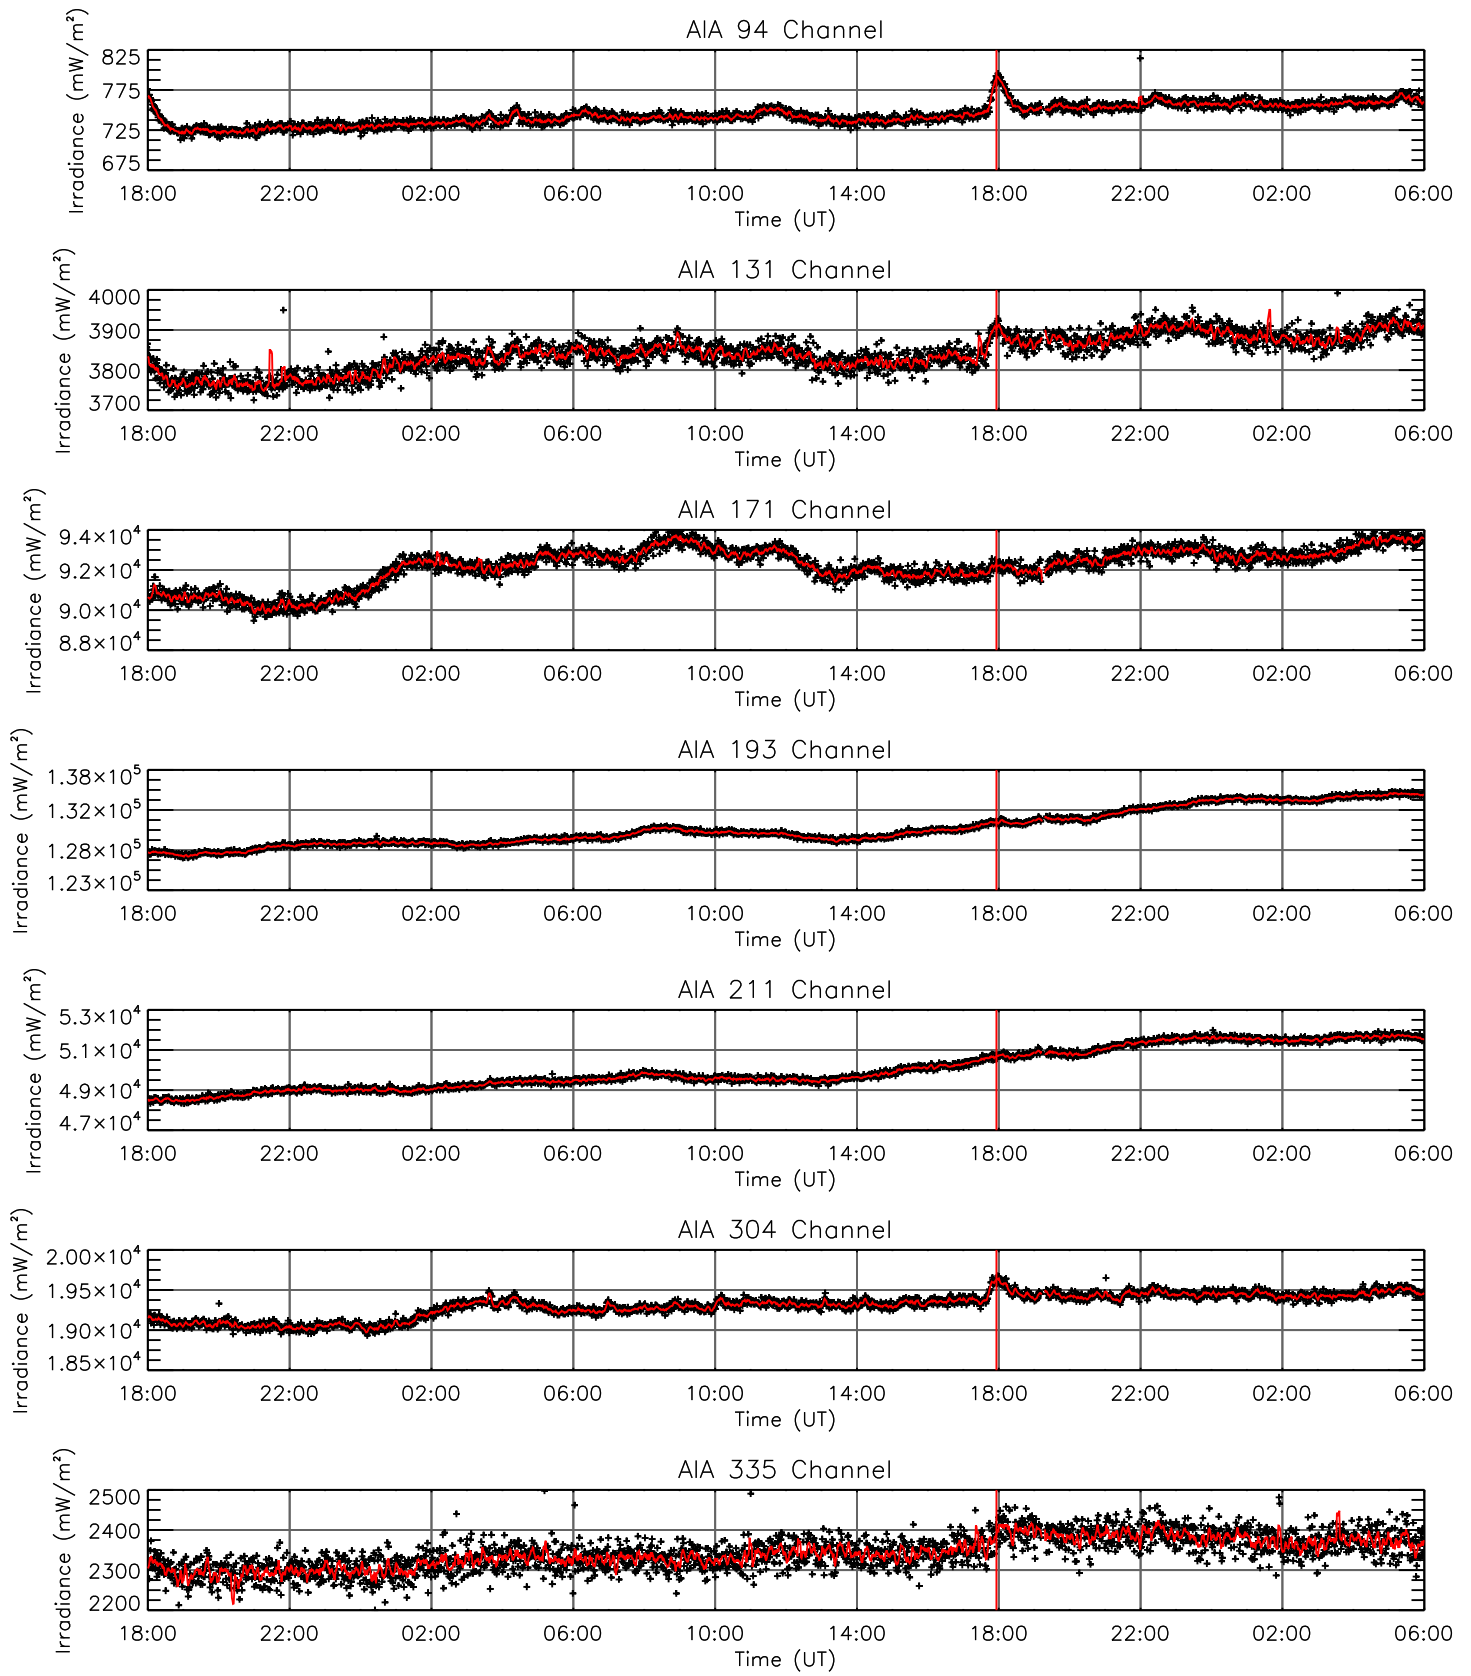 AIA 94 Channel
Irradiance (mW/m²)
825
775
725
675
18:00 22:00 02:00 06:00 10:00 14:00 18:00 22:00 02:00 06:00
Time (UT)
AIA 131 Channel
Irradiance (mW/m²)
4000
3900
3800
3700
18:00 22:00 02:00 06:00 10:00 14:00 18:00 22:00 02:00 06:00
Time (UT)
AIA 171 Channel
Irradiance (mW/m²)
9.4×10⁴
9.2×10⁴
9.0×10⁴
8.8×10⁴
18:00 22:00 02:00 06:00 10:00 14:00 18:00 22:00 02:00 06:00
Time (UT)
AIA 193 Channel
Irradiance (mW/m²)
1.38×10⁵
1.32×10⁵
1.28×10⁵
1.23×10⁵
18:00 22:00 02:00 06:00 10:00 14:00 18:00 22:00 02:00 06:00
Time (UT)
AIA 211 Channel
Irradiance (mW/m²)
5.3×10⁴
5.1×10⁴
4.9×10⁴
4.7×10⁴
18:00 22:00 02:00 06:00 10:00 14:00 18:00 22:00 02:00 06:00
Time (UT)
AIA 304 Channel
Irradiance (mW/m²)
2.00×10⁴
1.95×10⁴
1.90×10⁴
1.85×10⁴
18:00 22:00 02:00 06:00 10:00 14:00 18:00 22:00 02:00 06:00
Time (UT)
AIA 335 Channel
Irradiance (mW/m²)
2500
2400
2300
2200
18:00 22:00 02:00 06:00 10:00 14:00 18:00 22:00 02:00 06:00
Time (UT)